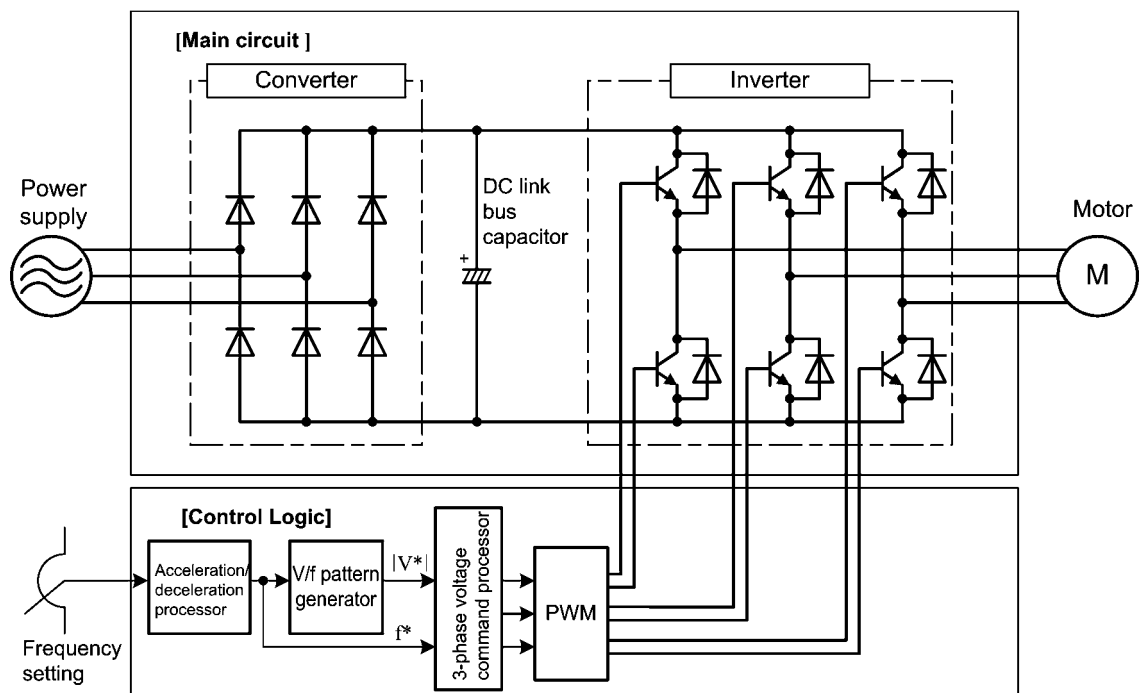 [Main circuit ]
Converter
Inverter
Power
supply
DC link
bus
capacitor
+
Motor
M
[Control Logic]
Acceleration/
deceleration
processor
V/f pattern
generator
|V*|
f*
3-phase voltage
command processor
PWM
Frequency
setting